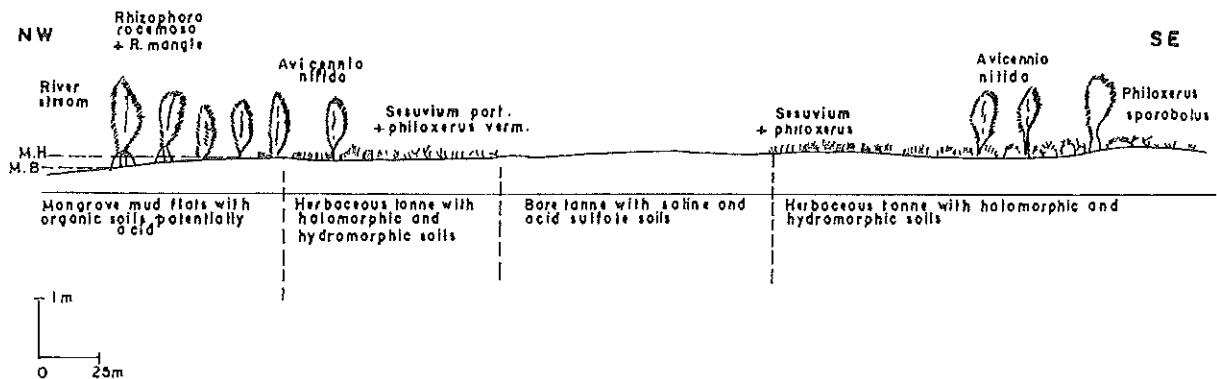 NW
Rhizophora
racemosa
+ R. mangle
River
stream
Avicennia
nitida
Sesuvium port.
+ philoxerus verm.
Sesuvium
+ philoxerus
Avicennia
nitida
SE
Philoxerus
sporobolus
M.H
M.B
Mangrove mud flats with
organic soils potentially
acid
Herbaceous tanne with
halomorphic and
hydromorphic soils
Bare tanne with saline and
acid sulfate soils
Herbaceous tanne with halomorphic and
hydromorphic soils
1m
0
25m